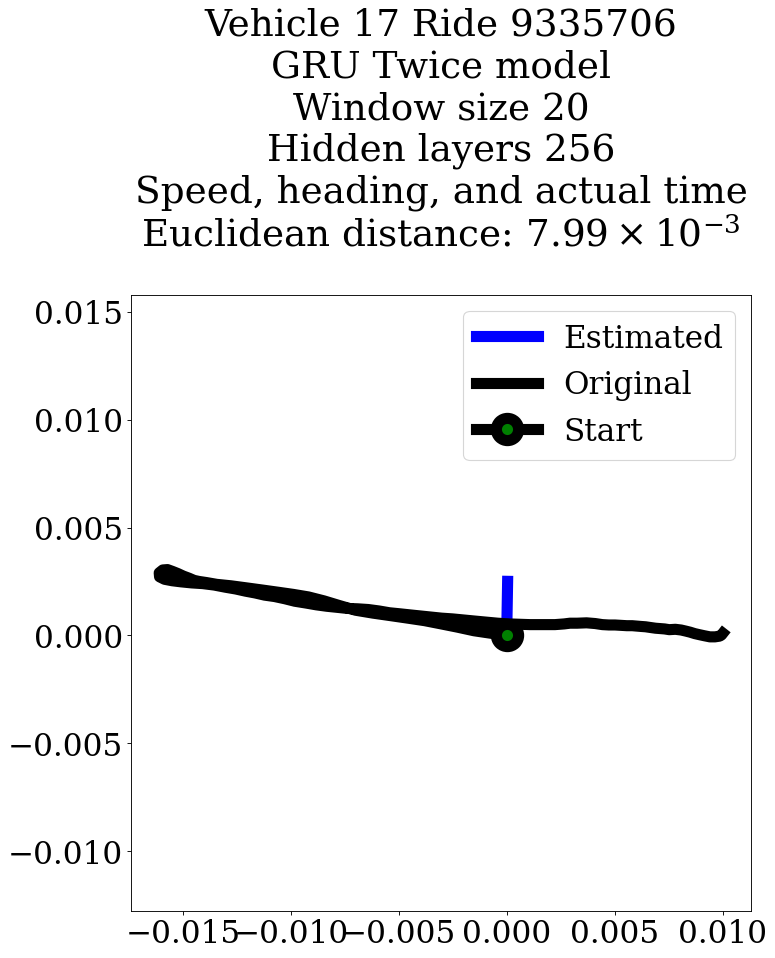 Vehicle 17 Ride 9335706
GRU Twice model
Window size 20
Hidden layers 256
Speed, heading, and actual time
Euclidean distance: 7.99 × 10⁻³
Estimated
Original
Start
0.015
0.010
0.005
0.000
−0.005
−0.010
−0.015 −0.010 −0.005 0.000 0.005 0.010